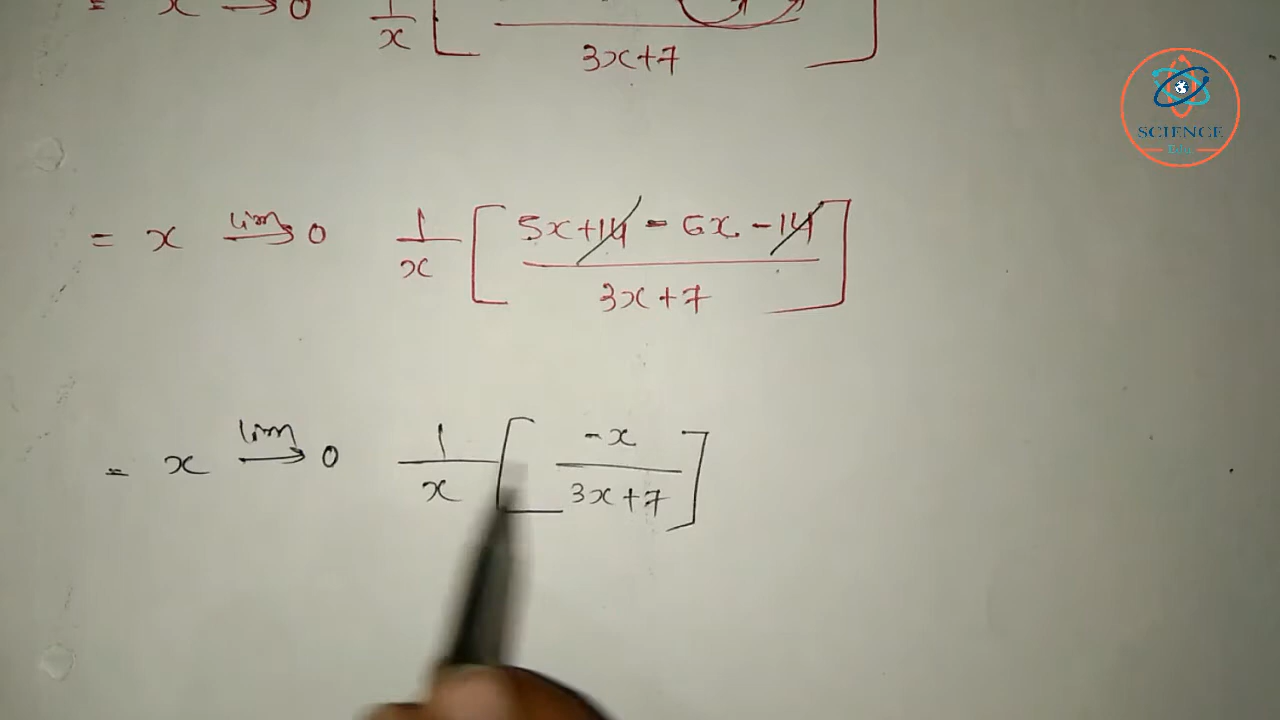 = x → 0 1/x [ 3x+7 ]
SCIENCE
Edu.
= x lim→ 0 1/x [ 5x+14 - 6x - 14 / 3x+7 ]
= x lim→ 0 1/x [ -x / 3x+7 ]